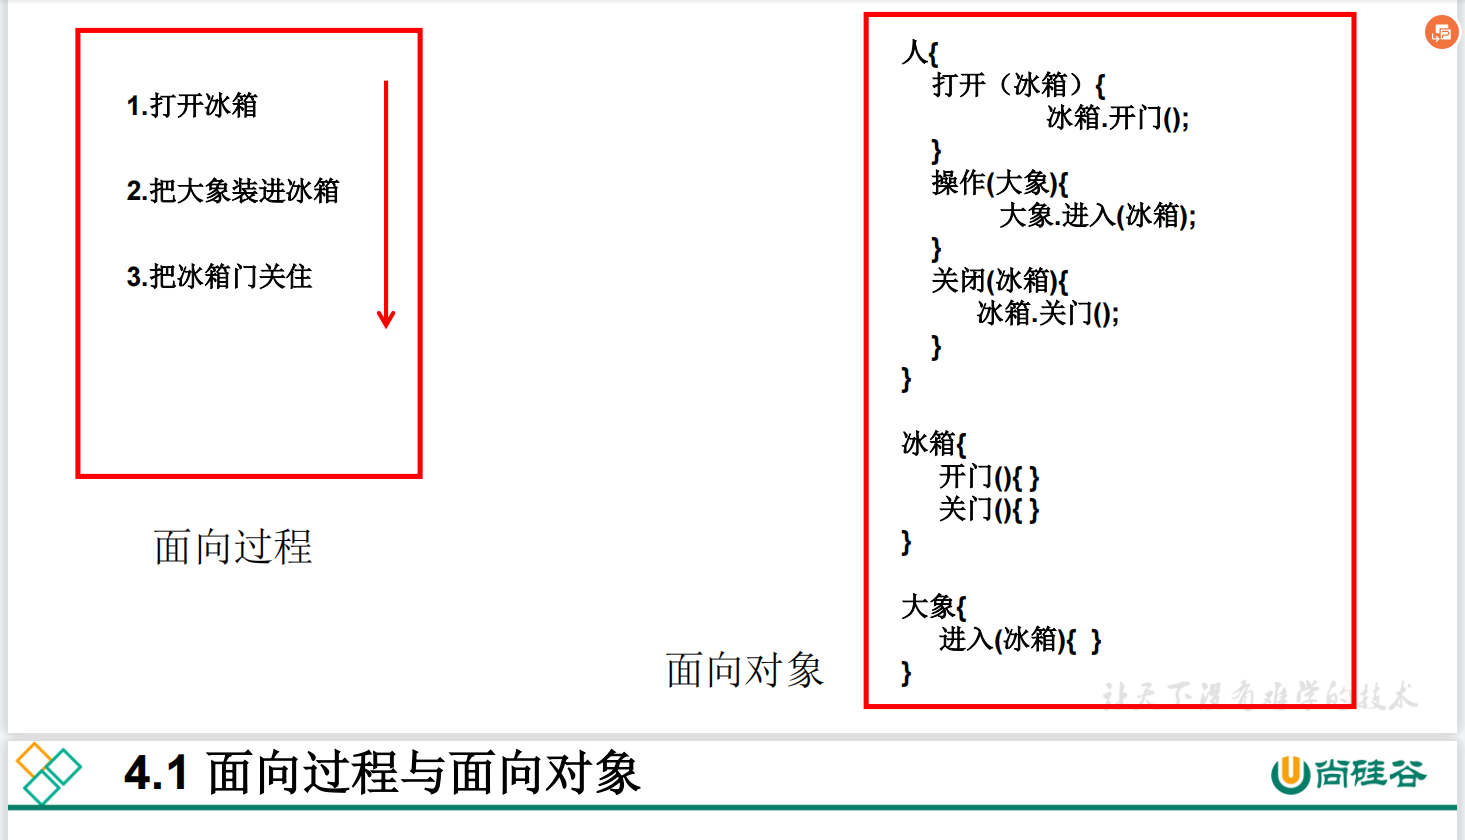 1.打开冰箱
2.把大象装进冰箱
3.把冰箱门关住
面向过程
人{
打开（冰箱）{
冰箱.开门();
}
操作(大象){
大象.进入(冰箱);
}
关闭(冰箱){
冰箱.关门();
}
}
冰箱{
开门(){ }
关门(){ }
}
大象{
进入(冰箱){  }
}
面向对象
让天下没有难学的技术
4.1 面向过程与面向对象
尚硅谷